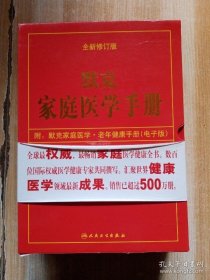 全新修订版
默克
家庭医学手册
附:默克家庭医学·老年健康手册(电子版)
全球最权威、最畅销家庭医学健康全书。数百
位国际权威医学健康专家共同撰写。汇聚世界健康
医学领域最新成果。销售已超过500万册。
人民卫生出版社